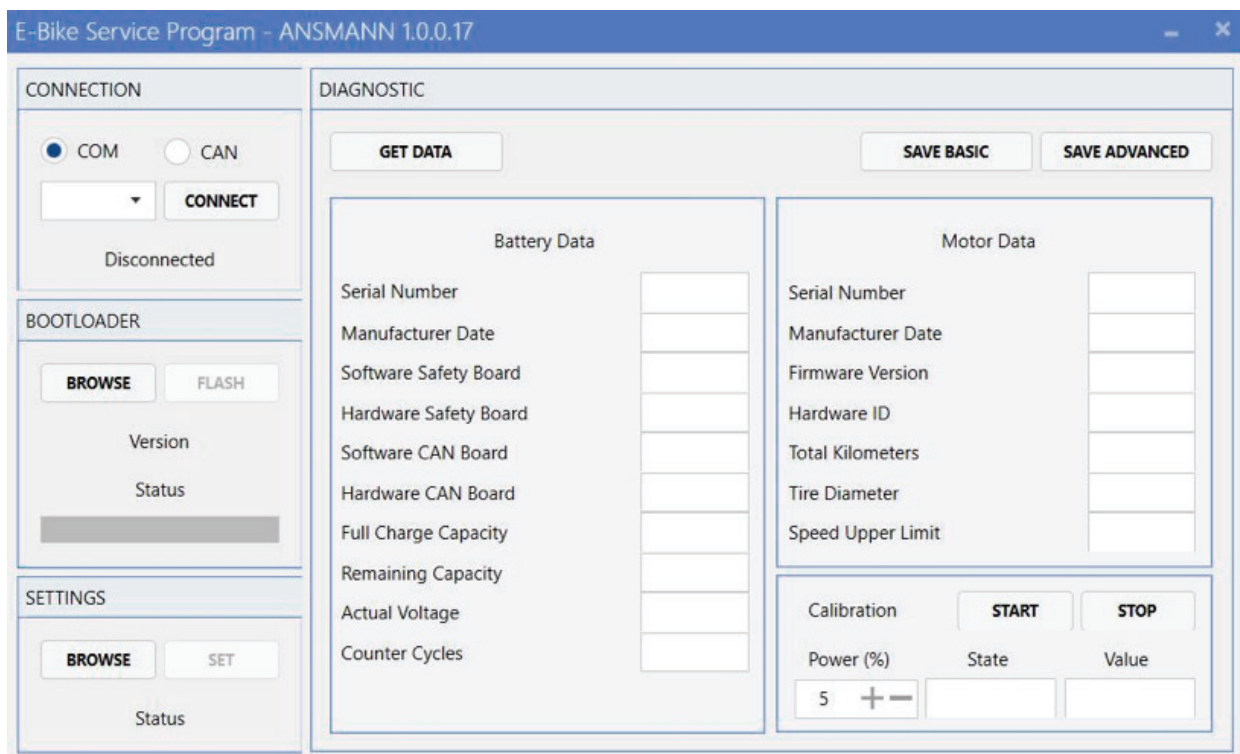 E-Bike Service Program - ANSMANN 1.0.0.17
CONNECTION
COM CAN
CONNECT
Disconnected
BOOTLOADER
BROWSE FLASH
Version
Status
SETTINGS
BROWSE SET
Status
DIAGNOSTIC
GET DATA SAVE BASIC SAVE ADVANCED
Battery Data
Serial Number
Manufacturer Date
Software Safety Board
Hardware Safety Board
Software CAN Board
Hardware CAN Board
Full Charge Capacity
Remaining Capacity
Actual Voltage
Counter Cycles
Motor Data
Serial Number
Manufacturer Date
Firmware Version
Hardware ID
Total Kilometers
Tire Diameter
Speed Upper Limit
Calibration START STOP
Power (%) State Value
5